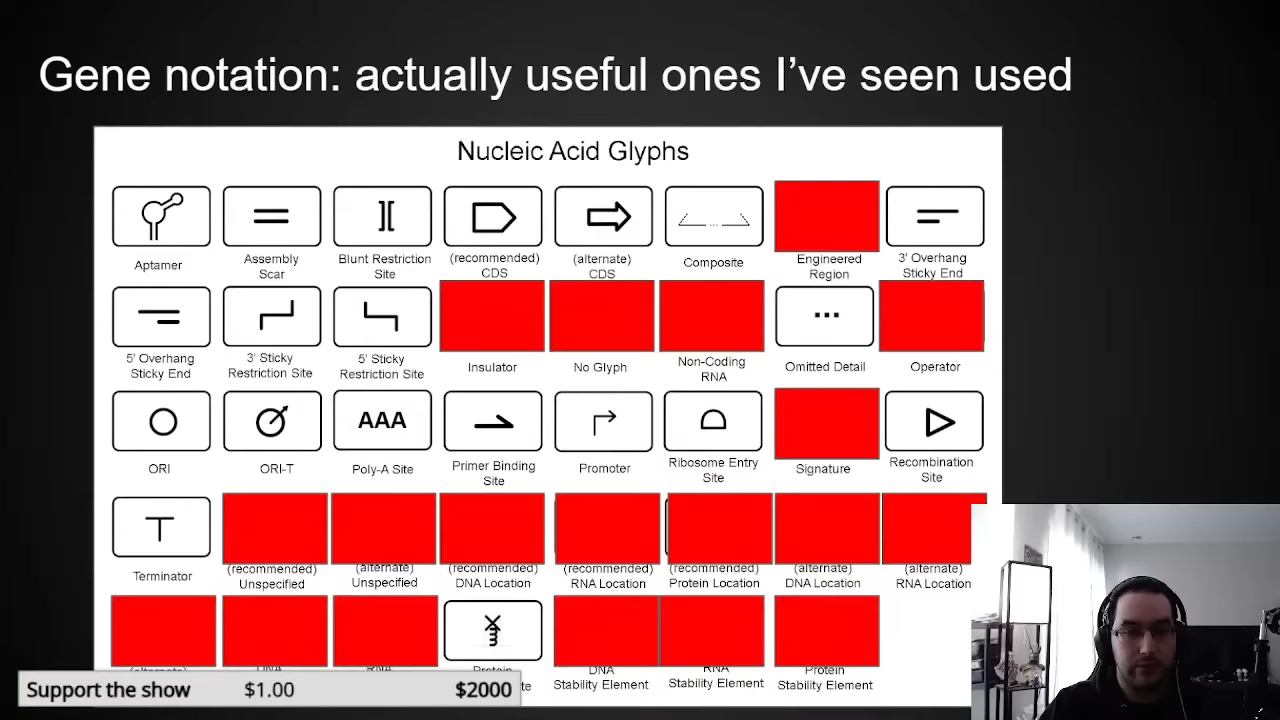 Gene notation: actually useful ones I've seen used
Nucleic Acid Glyphs
Aptamer
Assembly
Scar
Blunt Restriction
Site
(recommended)
CDS
(alternate)
CDS
Composite
Engineered
Region
3' Overhang
Sticky End
5' Overhang
Sticky End
3' Sticky
Restriction Site
5' Sticky
Restriction Site
Insulator
No Glyph
Non-Coding
RNA
Omitted Detail
Operator
ORI
ORI-T
AAA
Poly-A Site
Primer Binding
Site
Promoter
Ribosome Entry
Site
Signature
Recombination
Site
Terminator
(recommended)
Unspecified
(alternate)
Unspecified
(recommended)
DNA Location
(recommended)
RNA Location
(recommended)
Protein Location
(alternate)
DNA Location
(alternate)
RNA Location
(alternate)
DNA
RNA
Protein
DNA
Stability Element
RNA
Stability Element
Protein
Stability Element
Support the show $1.00 $2000